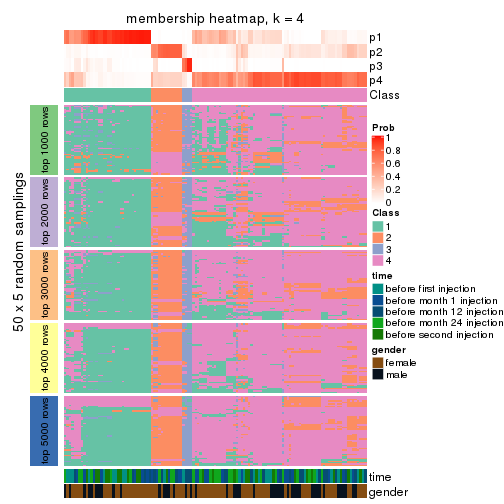 membership heatmap, k = 4
p1
p2
p3
p4
Class
50 x 5 random samplings
top 1000 rows
top 2000 rows
top 3000 rows
top 4000 rows
top 5000 rows
time
gender
Prob
1
0.8
0.6
0.4
0.2
0
Class
1
2
3
4
time
before first injection
before month 1 injection
before month 12 injection
before month 24 injection
before second injection
gender
female
male